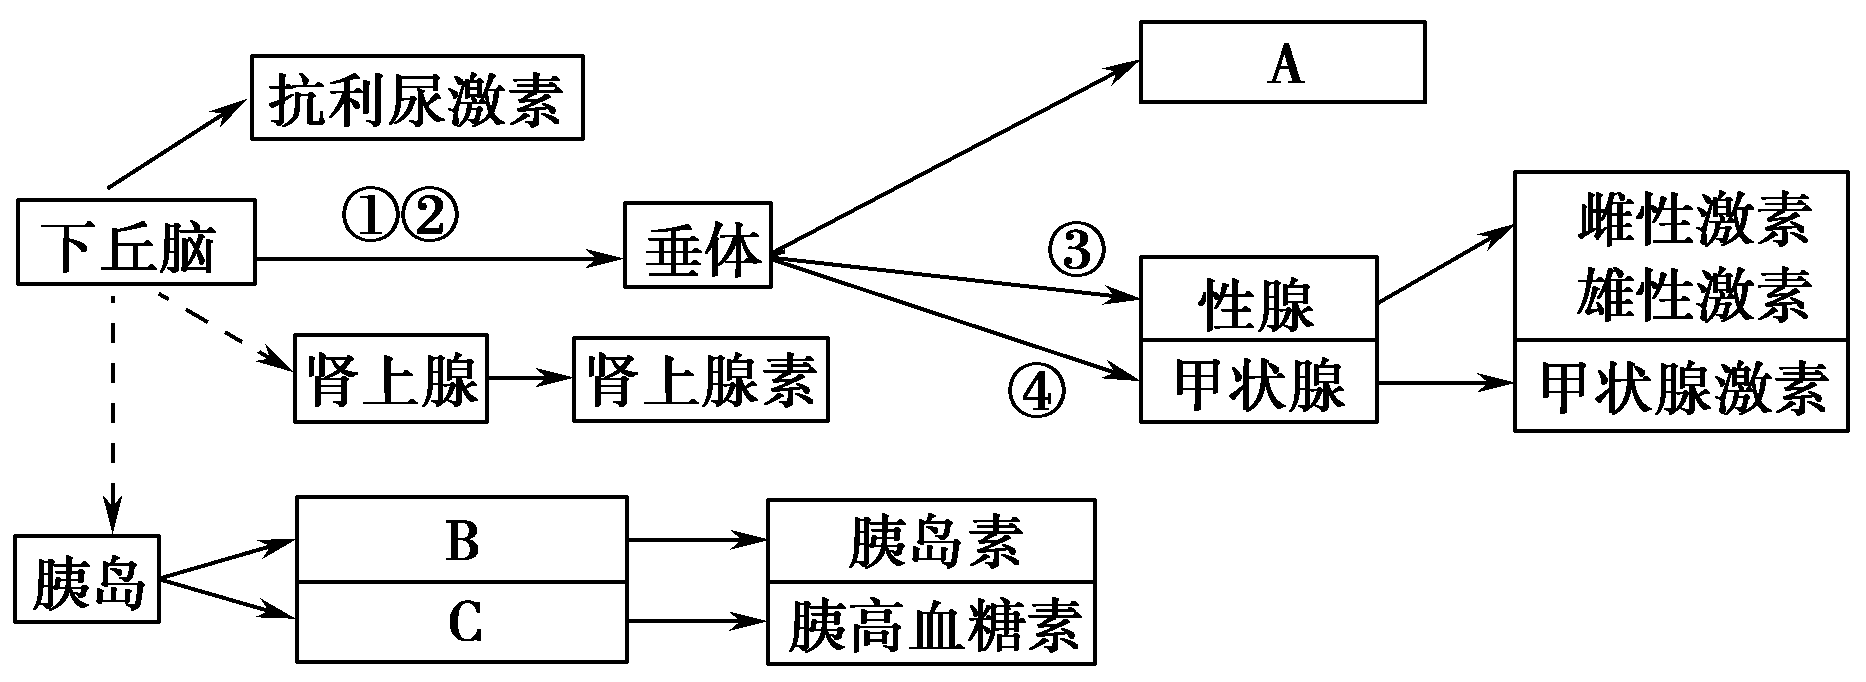 A
抗利尿激素
①②
下丘脑
垂体
③
性腺
雌性激素
雄性激素
肾上腺
肾上腺素
④
甲状腺
甲状腺激素
胰岛
B
胰岛素
C
胰高血糖素